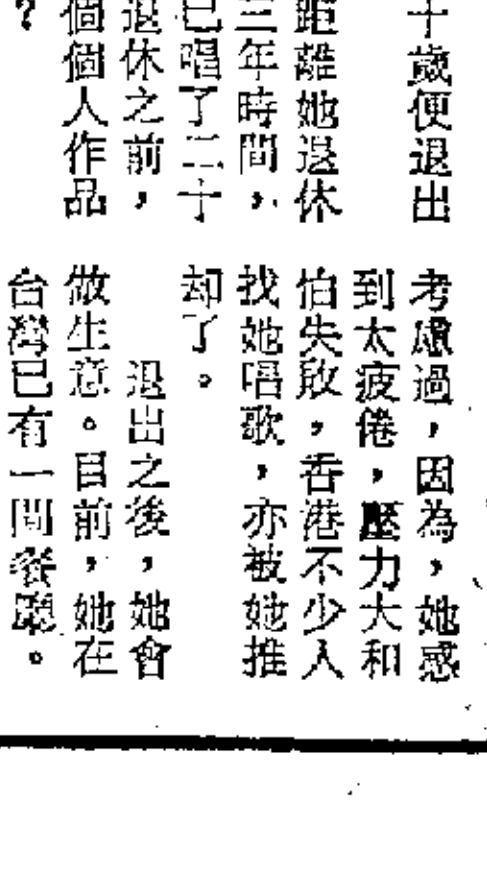 十歲便退出
距離她退休
三年時間，
已唱了二十
退休之前，
個個人作品
？
考慮過，因為，她感
到太疲倦，壓力大和
怕失敗，香港不少人
找她唱歌，亦被她推
却了。
退出之後，她會
做生意。目前，她在
台灣已有一間餐廳。